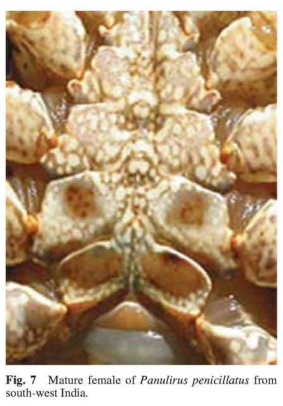 Fig. 7 Mature female of Panulirus penicillatus from
south-west India.